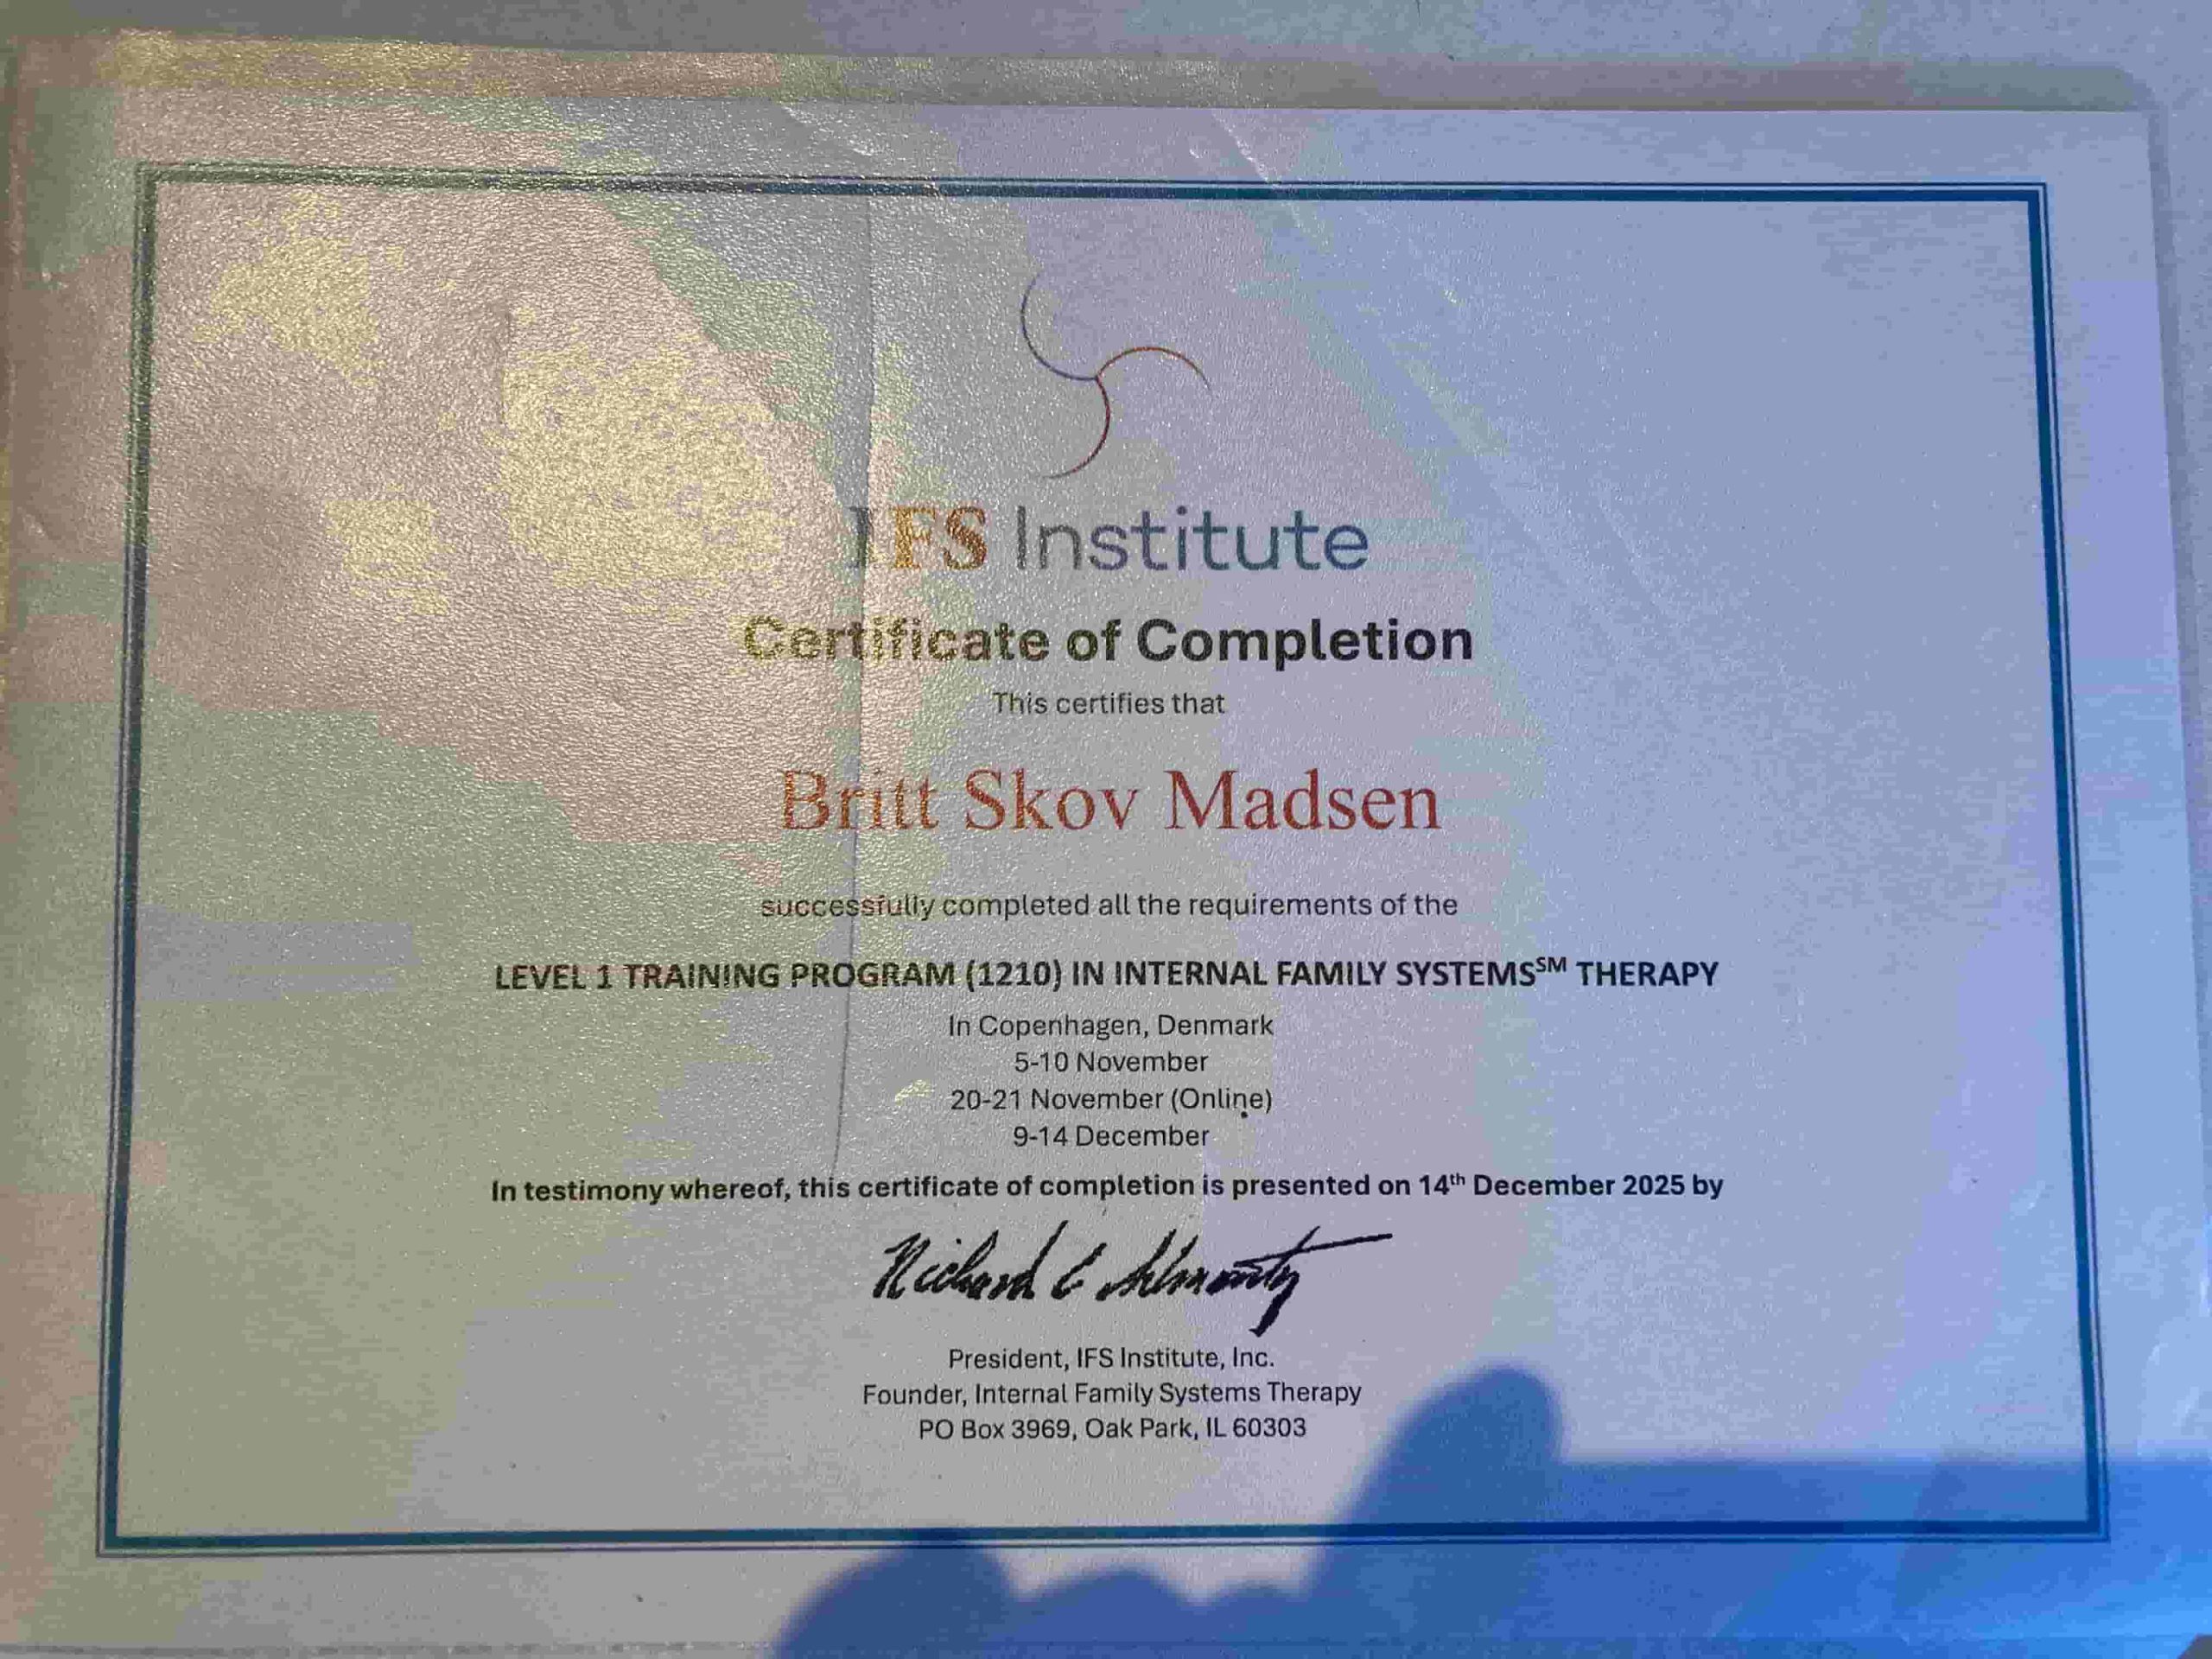 IFS Institute
Certificate of Completion
This certifies that
Britt Skov Madsen
successfully completed all the requirements of the
LEVEL 1 TRAINING PROGRAM (1210) IN INTERNAL FAMILY SYSTEMS℠ THERAPY
In Copenhagen, Denmark
5-10 November
20-21 November (Online)
9-14 December
In testimony whereof, this certificate of completion is presented on 14th December 2025 by
Richard C Schwartz
President, IFS Institute, Inc.
Founder, Internal Family Systems Therapy
PO Box 3969, Oak Park, IL 60303